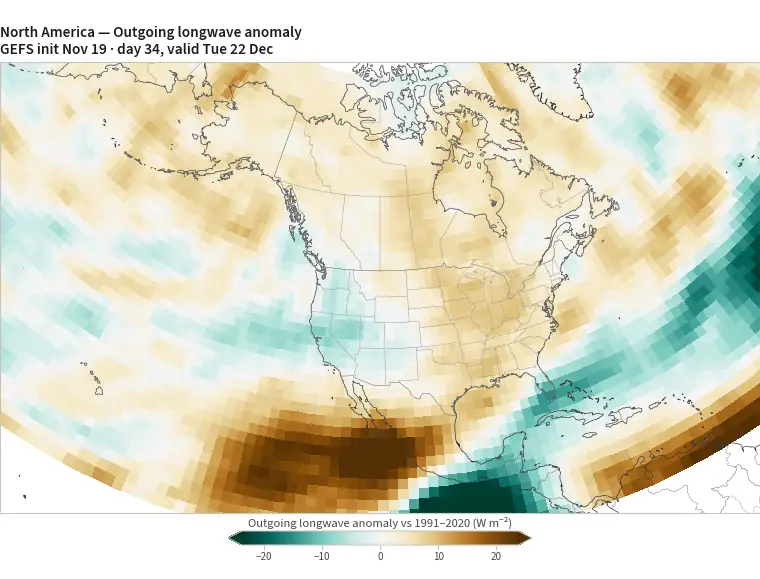 North America — Outgoing longwave anomaly
GEFS init Nov 19 · day 34, valid Tue 22 Dec
Outgoing longwave anomaly vs 1991–2020 (W m⁻²)
−20 −10 0 10 20